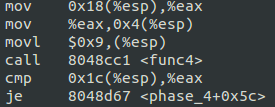 mov 0x18(%esp),%eax
mov %eax,0x4(%esp)
movl $0x9,(%esp)
call 8048cc1 <func4>
cmp 0x1c(%esp),%eax
je 8048d67 <phase_4+0x5c>